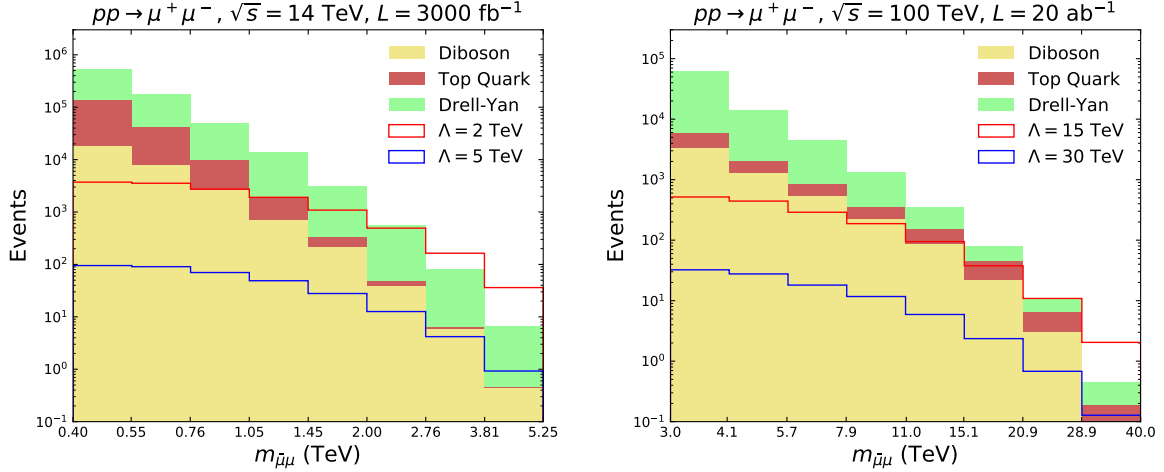 pp → μ⁺μ⁻, √s = 14 TeV, L = 3000 fb⁻¹
Events
10⁶
10⁵
10⁴
10³
10²
10¹
10⁰
10⁻¹
Diboson
Top Quark
Drell-Yan
Λ = 2 TeV
Λ = 5 TeV
0.40 0.55 0.76 1.05 1.45 2.00 2.76 3.81 5.25
m_{μ̄μ} (TeV)
pp → μ⁺μ⁻, √s = 100 TeV, L = 20 ab⁻¹
Events
10⁵
10⁴
10³
10²
10¹
10⁰
10⁻¹
Diboson
Top Quark
Drell-Yan
Λ = 15 TeV
Λ = 30 TeV
3.0 4.1 5.7 7.9 11.0 15.1 20.9 28.9 40.0
m_{μ̄μ} (TeV)